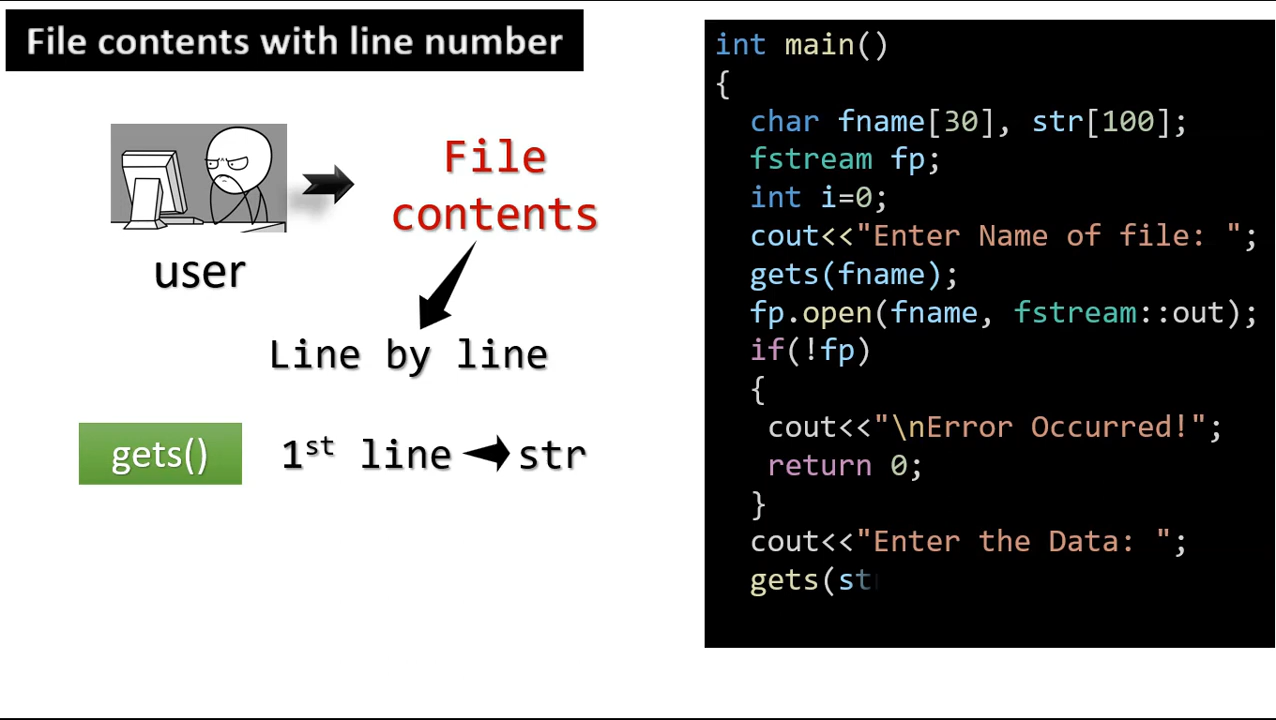 File contents with line number
user
File
contents
Line by line
gets()
1st line
str
int main()
{
char fname[30], str[100];
fstream fp;
int i=0;
cout<<"Enter Name of file: ";
gets(fname);
fp.open(fname, fstream::out);
if(!fp)
{
cout<<"\nError Occurred!";
return 0;
}
cout<<"Enter the Data: ";
gets(st